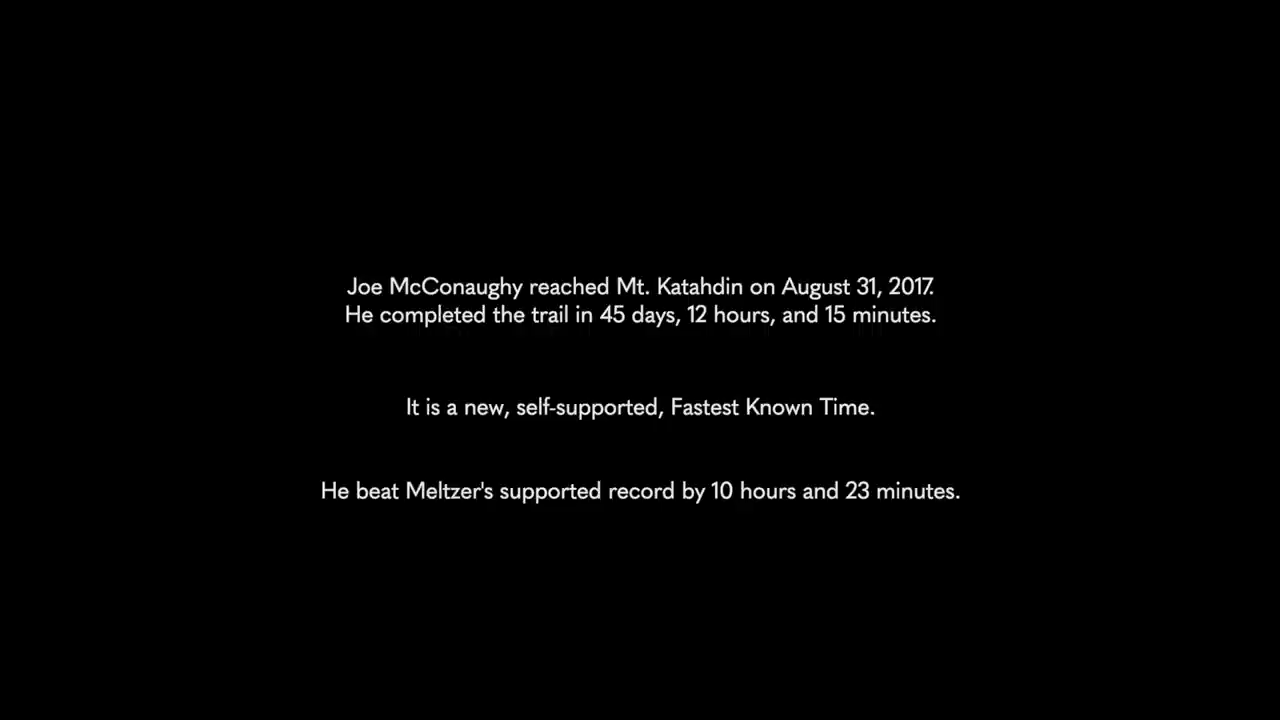 Joe McConaughy reached Mt. Katahdin on August 31, 2017.
He completed the trail in 45 days, 12 hours, and 15 minutes.
It is a new, self-supported, Fastest Known Time.
He beat Meltzer's supported record by 10 hours and 23 minutes.